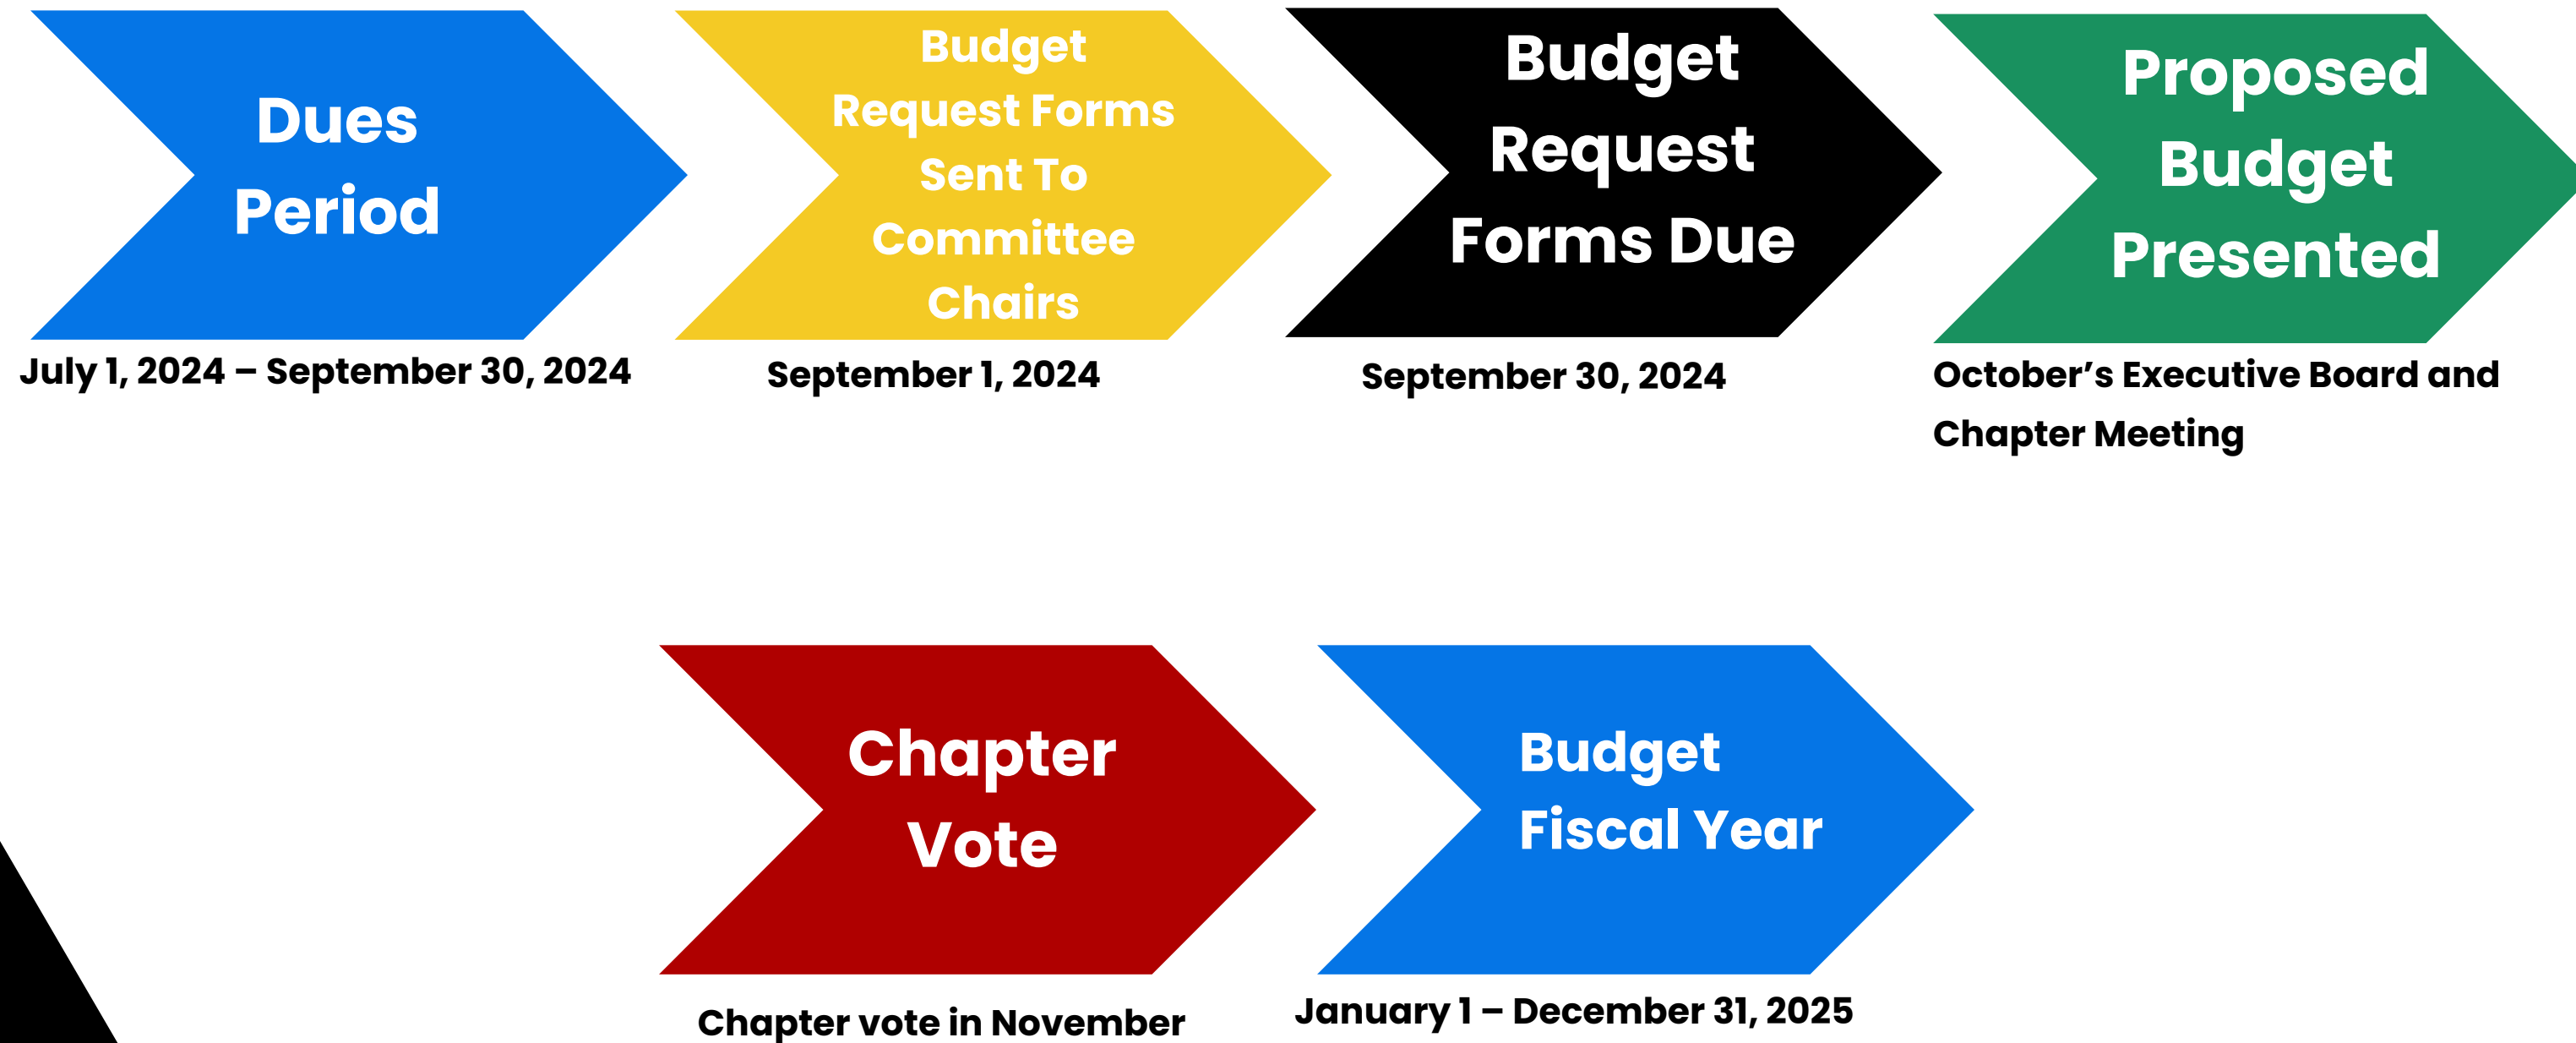 Dues
Period
July 1, 2024 – September 30, 2024
Budget
Request Forms
Sent To
Committee
Chairs
September 1, 2024
Budget
Request
Forms Due
September 30, 2024
Proposed
Budget
Presented
October’s Executive Board and
Chapter Meeting
Chapter
Vote
Chapter vote in November
Budget
Fiscal Year
January 1 – December 31, 2025